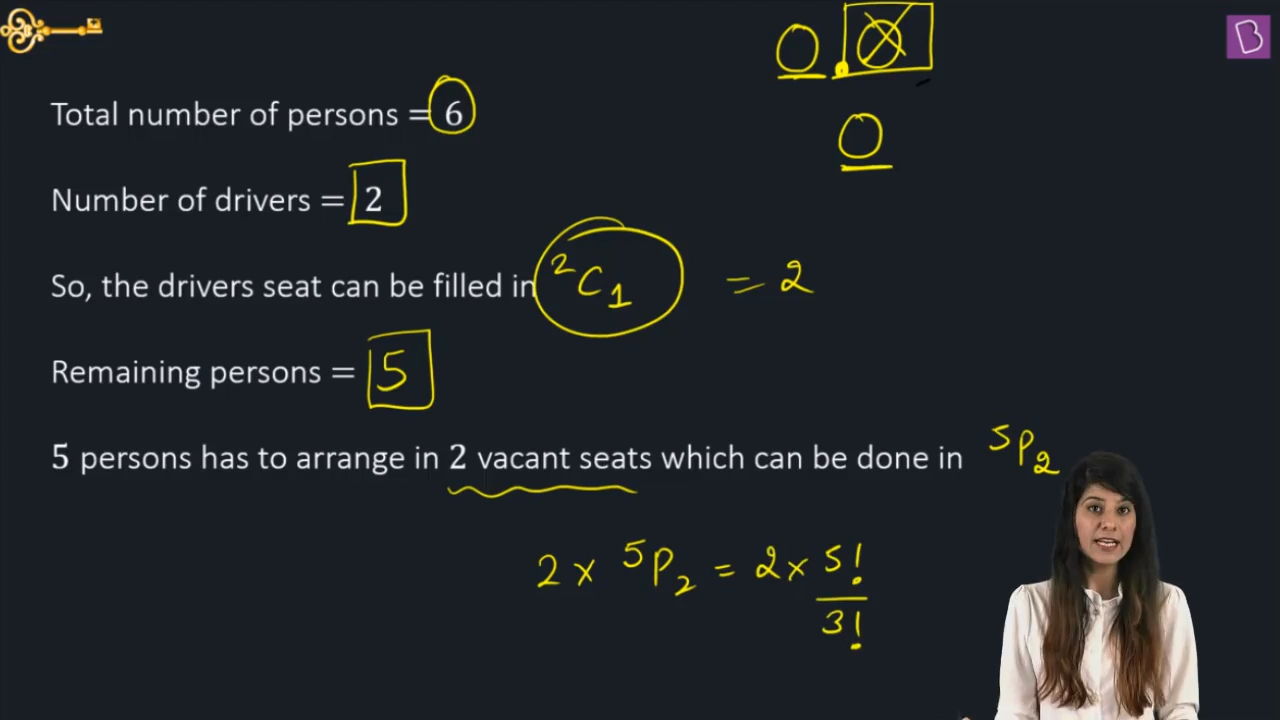 B
Total number of persons = 6
Number of drivers = 2
So, the drivers seat can be filled in ²C₁ = 2
Remaining persons = 5
5 persons has to arrange in 2 vacant seats which can be done in ⁵P₂
2 × ⁵P₂ = 2 × 5!
3!